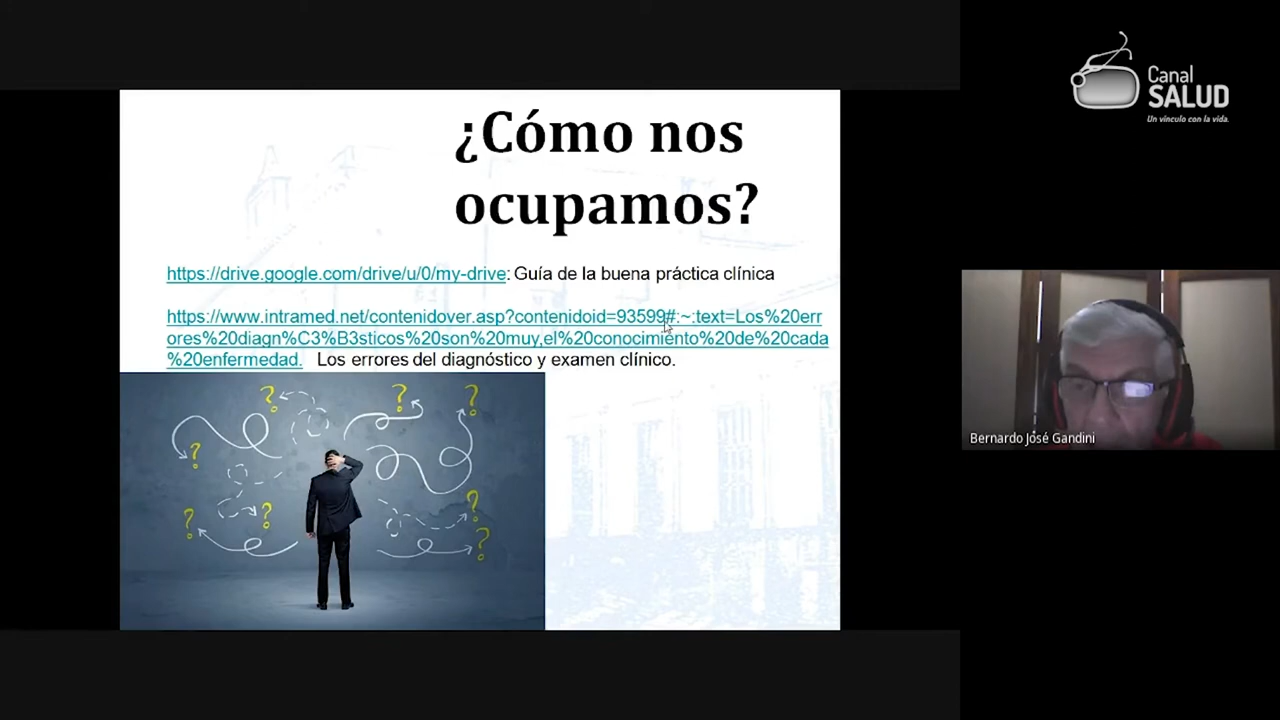 Canal
SALUD
Un vínculo con la vida.
¿Cómo nos
ocupamos?
https://drive.google.com/drive/u/0/my-drive: Guía de la buena práctica clínica
https://www.intramed.net/contenidover.asp?contenidoid=93599#:~:text=Los%20err
ores%20diagn%C3%B3sticos%20son%20muy,el%20conocimiento%20de%20cada
%20enfermedad. Los errores del diagnóstico y examen clínico.
? ? ?
?
? ? ?
?
Bernardo José Gandini